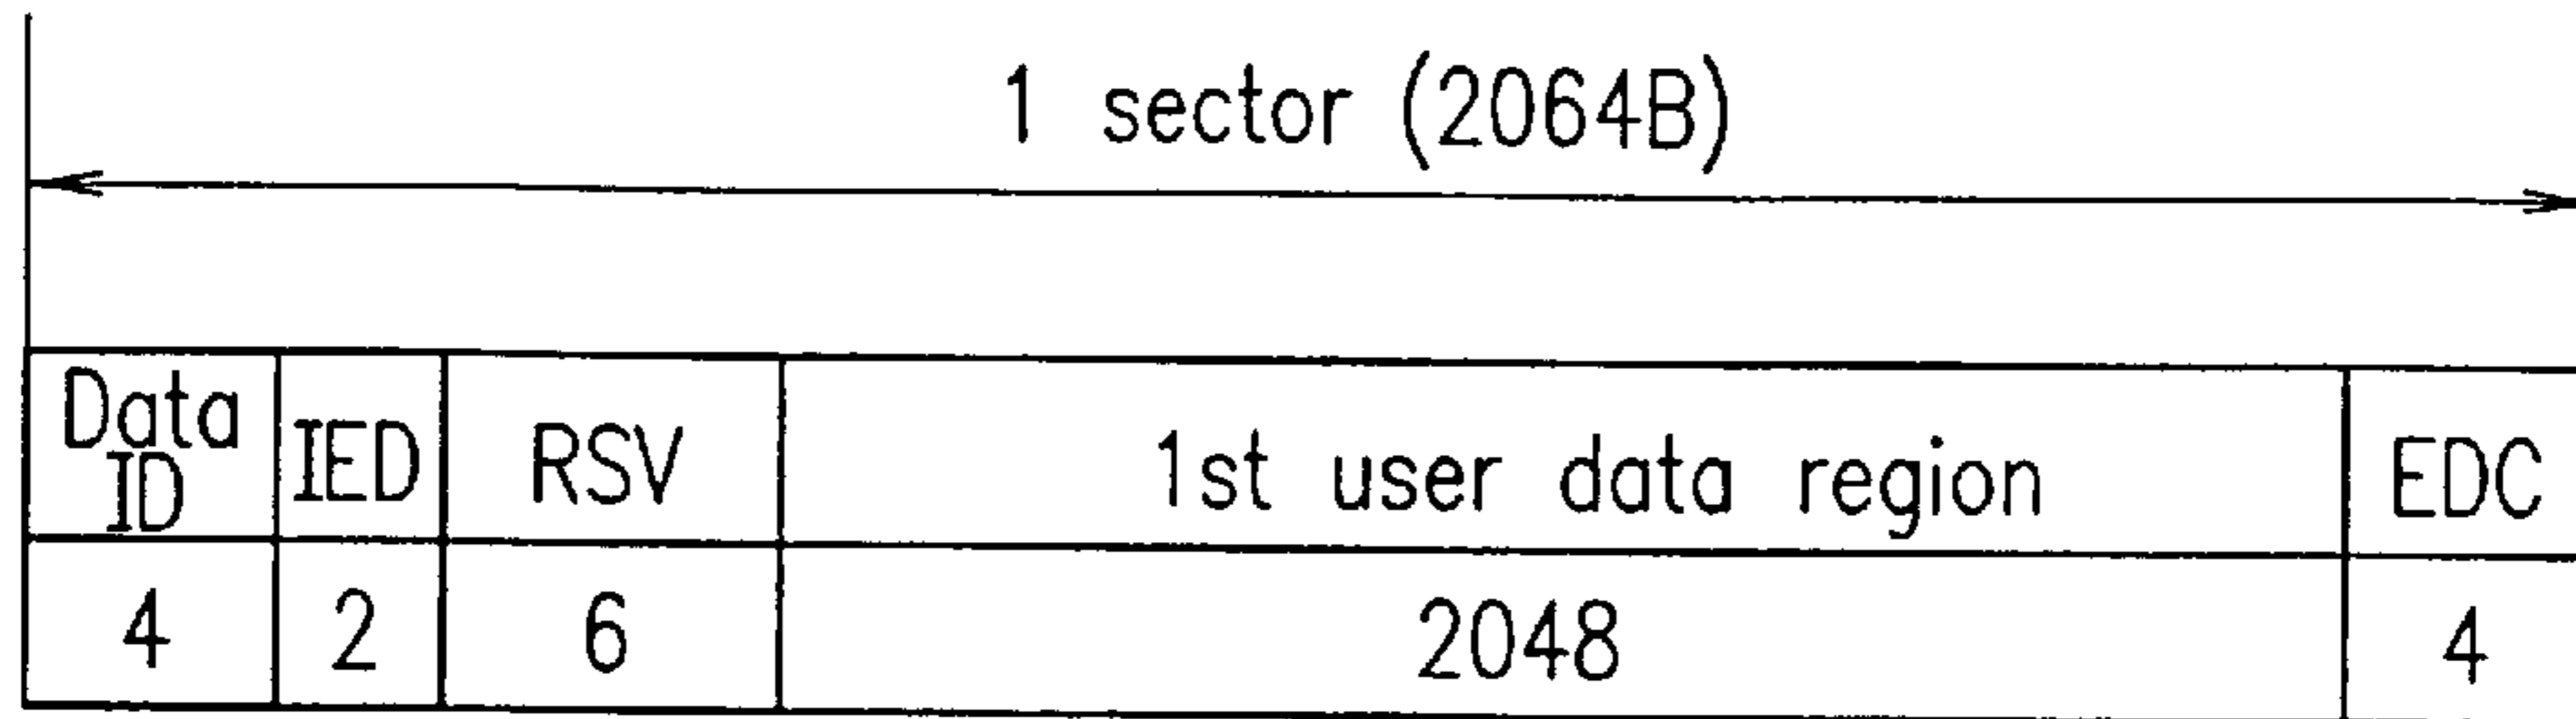 1 sector (2064B)
Data ID IED RSV 1st user data region EDC
4 2 6 2048 4